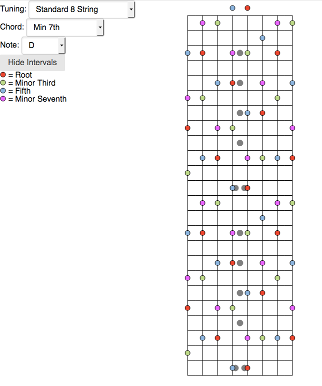 Tuning: Standard 8 String
Chord: Min 7th
Note: D
Hide Intervals
= Root
= Minor Third
= Fifth
= Minor Seventh